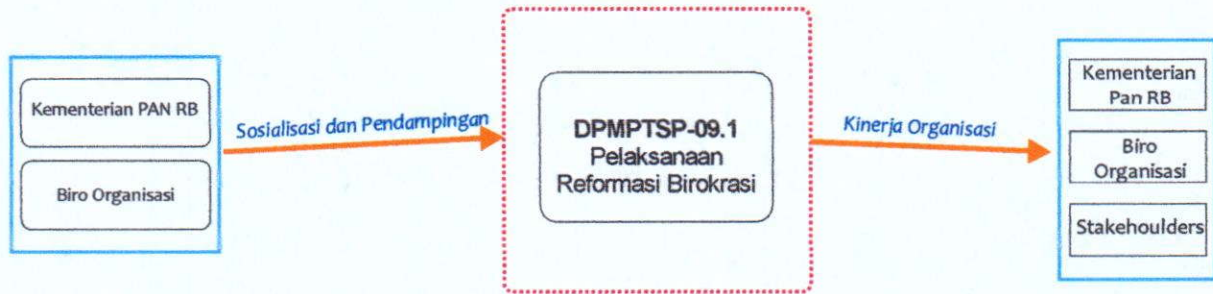 Kementerian PAN RB
Biro Organisasi
Sosialisasi dan Pendampingan
DPMPTSP-09.1
Pelaksanaan
Reformasi Birokrasi
Kinerja Organisasi
Kementerian
Pan RB
Biro
Organisasi
Stakehoulders